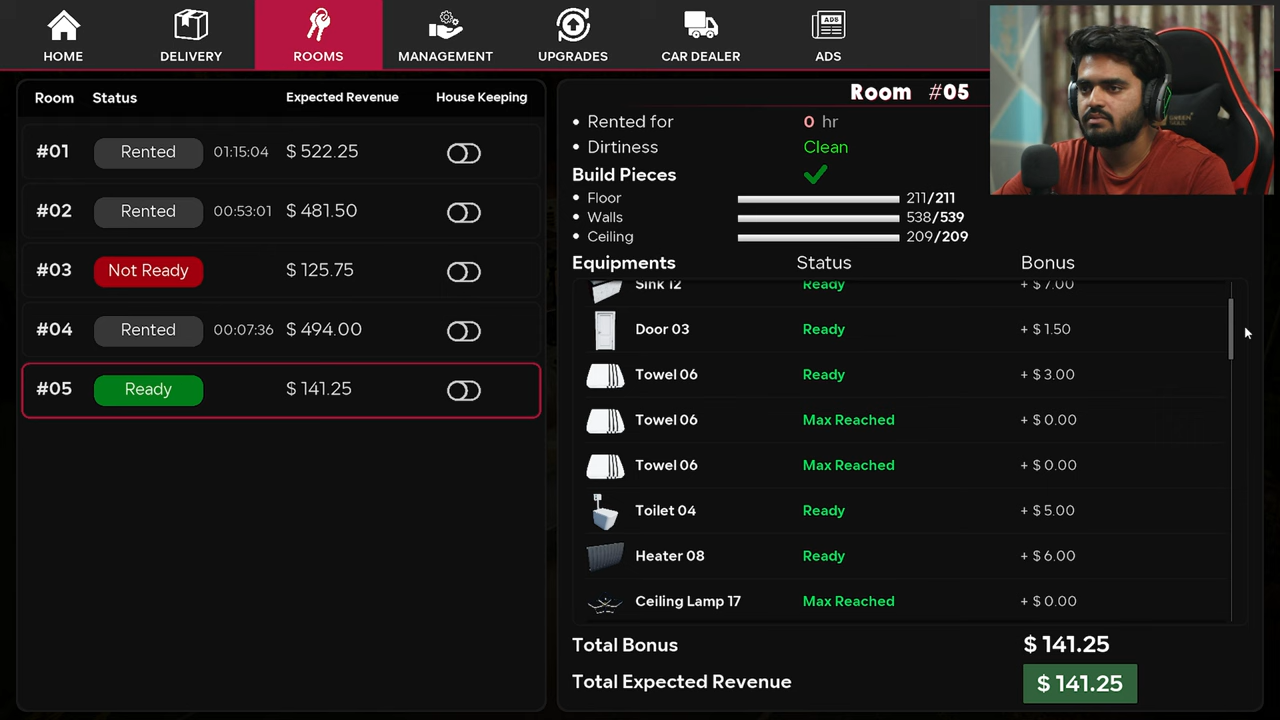 HOME DELIVERY ROOMS MANAGEMENT UPGRADES CAR DEALER ADS
Room Status Expected Revenue House Keeping
#01 Rented 01:15:04 $ 522.25
#02 Rented 00:53:01 $ 481.50
#03 Not Ready $ 125.75
#04 Rented 00:07:36 $ 494.00
#05 Ready $ 141.25
Room #05
• Rented for 0 hr
• Dirtiness Clean
Build Pieces
• Floor 211/211
• Walls 538/539
• Ceiling 209/209
Equipments Status Bonus
Sink 12 Ready + $ 7.00
Door 03 Ready + $ 1.50
Towel 06 Ready + $ 3.00
Towel 06 Max Reached + $ 0.00
Towel 06 Max Reached + $ 0.00
Toilet 04 Ready + $ 5.00
Heater 08 Ready + $ 6.00
Ceiling Lamp 17 Max Reached + $ 0.00
Total Bonus $ 141.25
Total Expected Revenue $ 141.25